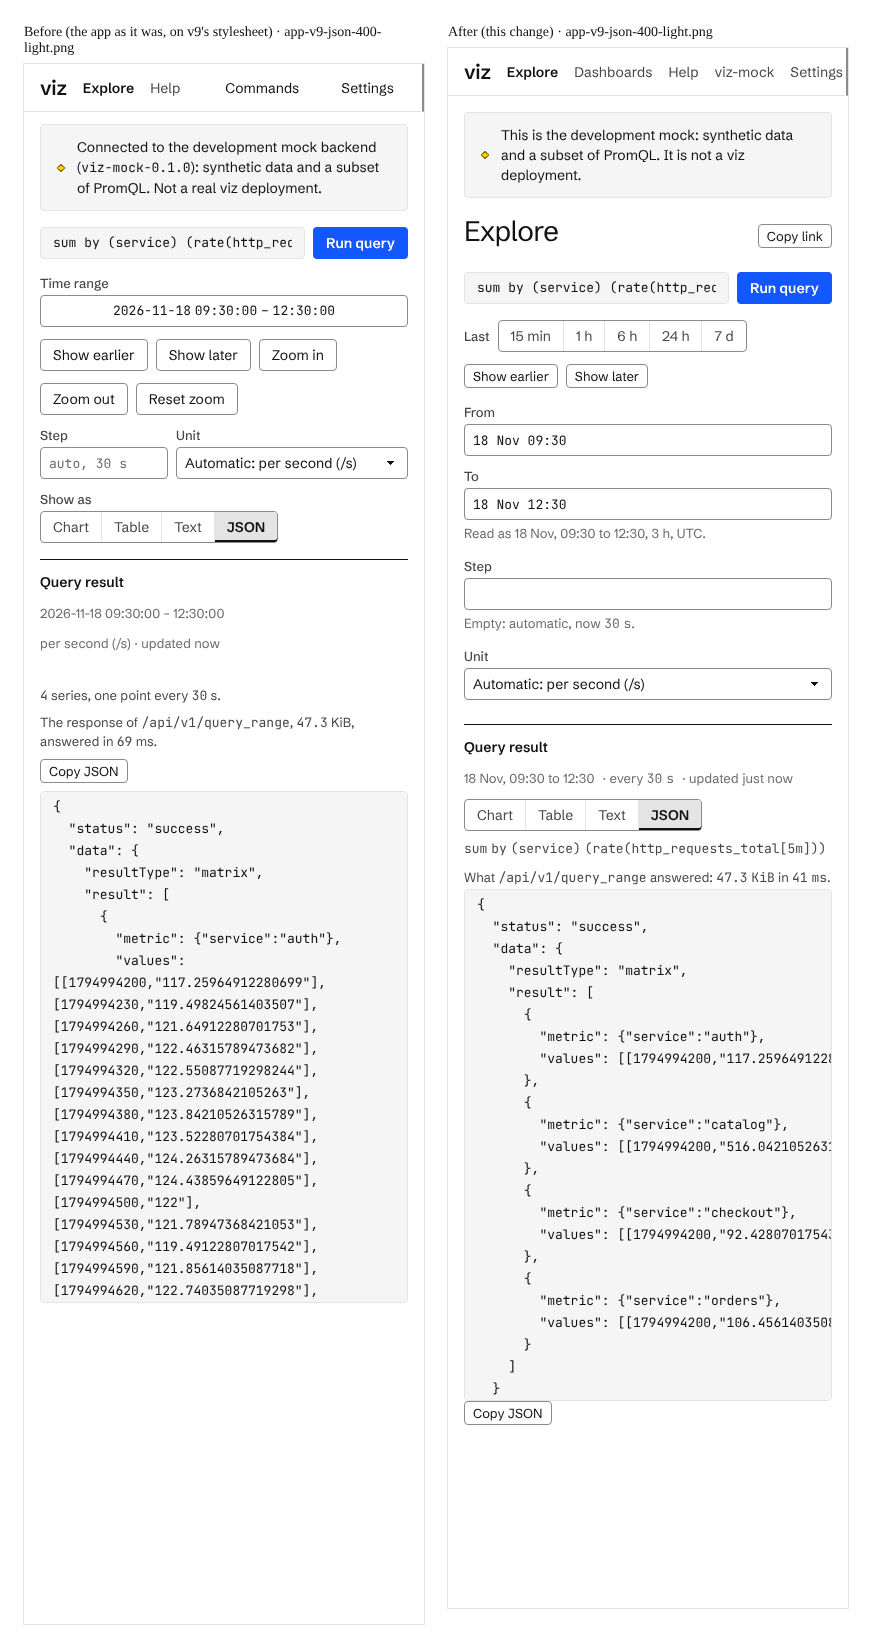 Before (the app as it was, on v9's stylesheet) · app-v9-json-400-
light.png
viz Explore Help Commands Settings
Connected to the development mock backend
(viz-mock-0.1.0): synthetic data and a subset
of PromQL. Not a real viz deployment.
sum by (service) (rate(http_rec
Run query
Time range
2026-11-18 09:30:00 – 12:30:00
Show earlier Show later Zoom in
Zoom out Reset zoom
Step Unit
auto, 30 s Automatic: per second (/s)
Show as
Chart Table Text JSON
Query result
2026-11-18 09:30:00 – 12:30:00
per second (/s) · updated now
4 series, one point every 30 s.
The response of /api/v1/query_range, 47.3 KiB,
answered in 69 ms.
Copy JSON
{
"status": "success",
"data": {
"resultType": "matrix",
"result": [
{
"metric": {"service":"auth"},
"values":
[[1794994200,"117.25964912280699"],
[1794994230,"119.49824561403507"],
[1794994260,"121.64912280701753"],
[1794994290,"122.46315789473682"],
[1794994320,"122.55087719298244"],
[1794994350,"123.2736842105263"],
[1794994380,"123.84210526315789"],
[1794994410,"123.52280701754384"],
[1794994440,"124.26315789473684"],
[1794994470,"124.43859649122805"],
[1794994500,"122"],
[1794994530,"121.78947368421053"],
[1794994560,"119.49122807017542"],
[1794994590,"121.85614035087718"],
[1794994620,"122.74035087719298"],
After (this change) · app-v9-json-400-light.png
viz Explore Dashboards Help viz-mock Settings
This is the development mock: synthetic data
and a subset of PromQL. It is not a viz
deployment.
Explore
Copy link
sum by (service) (rate(http_rec
Run query
Last 15 min 1 h 6 h 24 h 7 d
Show earlier Show later
From
18 Nov 09:30
To
18 Nov 12:30
Read as 18 Nov, 09:30 to 12:30, 3 h, UTC.
Step
Empty: automatic, now 30 s.
Unit
Automatic: per second (/s)
Query result
18 Nov, 09:30 to 12:30 · every 30 s · updated just now
Chart Table Text JSON
sum by (service) (rate(http_requests_total[5m]))
What /api/v1/query_range answered: 47.3 KiB in 41 ms.
{
"status": "success",
"data": {
"resultType": "matrix",
"result": [
{
"metric": {"service":"auth"},
"values": [[1794994200,"117.2596491228
},
{
"metric": {"service":"catalog"},
"values": [[1794994200,"516.0421052631
},
{
"metric": {"service":"checkout"},
"values": [[1794994200,"92.42807017543
},
{
"metric": {"service":"orders"},
"values": [[1794994200,"106.4561403508
}
]
}
Copy JSON